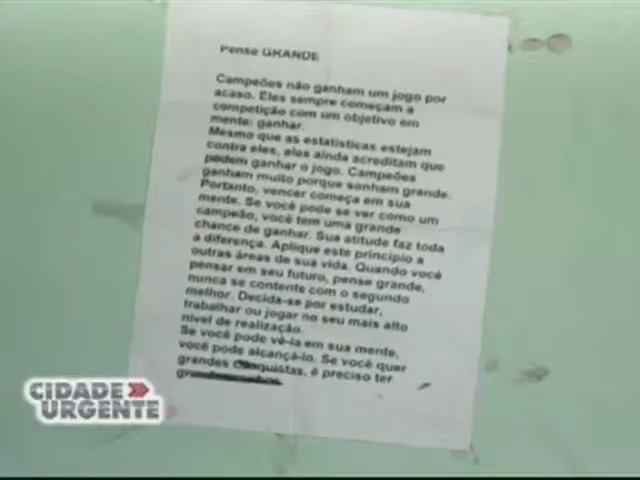 Pense GRANDE
Campeões não ganham um jogo por
acaso. Eles sempre começam a
competição com um objetivo em
mente: ganhar.
Mesmo que as estatísticas estejam
contra eles, eles ainda acreditam que
podem ganhar o jogo. Campeões
ganham muito porque sonham grande.
Portanto, vencer começa em sua
mente. Se você pode se ver como um
campeão, você tem uma grande
chance de ganhar. Sua atitude faz toda
a diferença. Aplique este princípio a
outras áreas de sua vida. Quando você
pensar em seu futuro, pense grande,
nunca se contente com o segundo
melhor. Decida-se por estudar,
trabalhar ou jogar no seu mais alto
nível de realização.
Se você pode vê-la em sua mente,
você pode alcançá-lo. Se você quer
grandes conquistas, é preciso ter
CIDADE
URGENTE